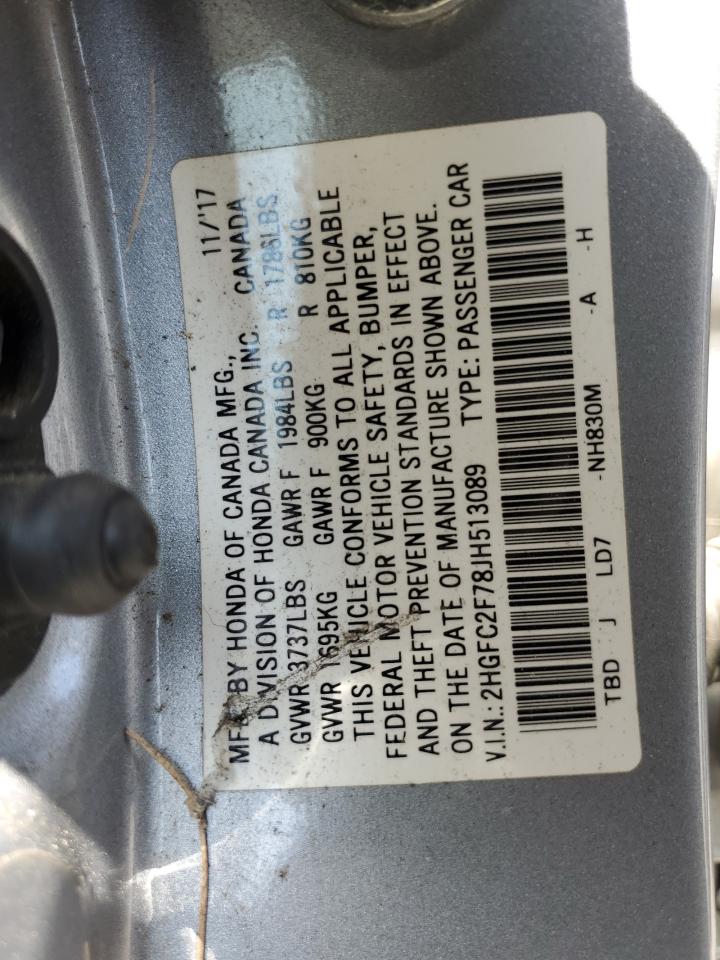 11/'17
MFD BY HONDA OF CANADA MFG.,
A DIVISION OF HONDA CANADA INC. CANADA
GVWR 3737LBS GAWR F 1984LBS R 1786LBS
GVWR 1695KG GAWR F 900KG R 810KG
THIS VEHICLE CONFORMS TO ALL APPLICABLE
FEDERAL MOTOR VEHICLE SAFETY, BUMPER,
AND THEFT PREVENTION STANDARDS IN EFFECT
ON THE DATE OF MANUFACTURE SHOWN ABOVE.
V.I.N.: 2HGFC2F78JH513089 TYPE: PASSENGER CAR
TBD J LD7 -NH830M -A -H